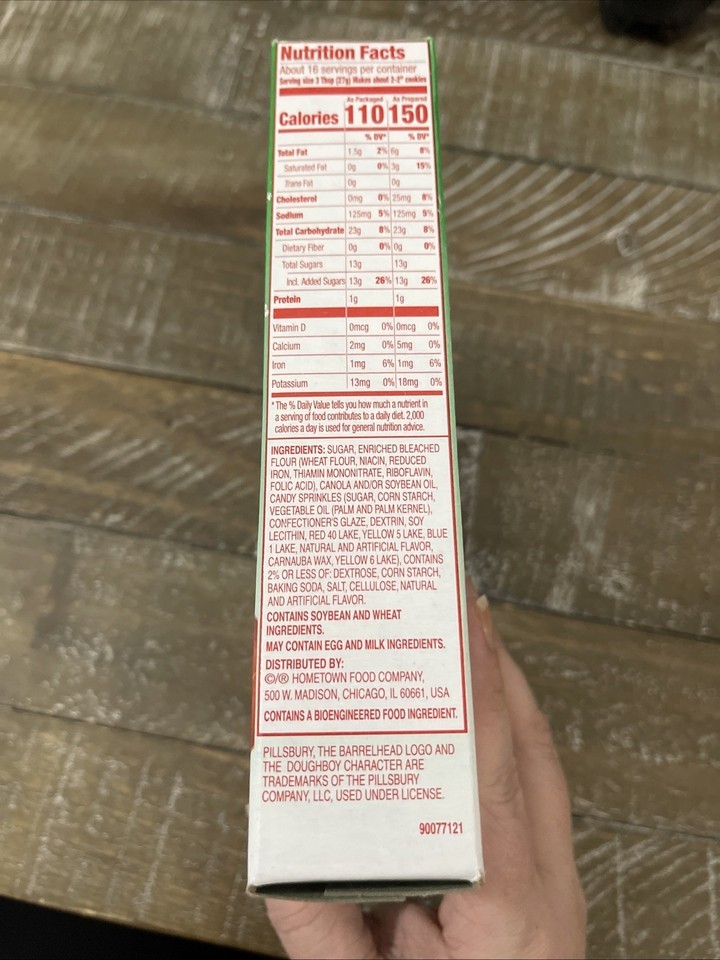 Nutrition Facts
About 16 servings per container
Serving size 3 Tbsp (27g) Makes about 2-2" cookies
As Packaged As Prepared
Calories 110 150
% DV* % DV*
Total Fat 1.5g 2% 6g 8%
Saturated Fat 0g 0% 3g 15%
Trans Fat 0g 0g
Cholesterol 0mg 0% 25mg 8%
Sodium 125mg 5% 125mg 5%
Total Carbohydrate 23g 8% 23g 8%
Dietary Fiber 0g 0% 0g 0%
Total Sugars 13g 13g
Incl. Added Sugars 13g 26% 13g 26%
Protein 1g 1g
Vitamin D 0mcg 0% 0mcg 0%
Calcium 2mg 0% 5mg 0%
Iron 1mg 6% 1mg 6%
Potassium 13mg 0% 18mg 0%
* The % Daily Value tells you how much a nutrient in
a serving of food contributes to a daily diet. 2,000
calories a day is used for general nutrition advice.
INGREDIENTS: SUGAR, ENRICHED BLEACHED
FLOUR (WHEAT FLOUR, NIACIN, REDUCED
IRON, THIAMIN MONONITRATE, RIBOFLAVIN,
FOLIC ACID), CANOLA AND/OR SOYBEAN OIL,
CANDY SPRINKLES (SUGAR, CORN STARCH,
VEGETABLE OIL (PALM AND PALM KERNEL),
CONFECTIONER'S GLAZE, DEXTRIN, SOY
LECITHIN, RED 40 LAKE, YELLOW 5 LAKE, BLUE
1 LAKE, NATURAL AND ARTIFICIAL FLAVOR,
CARNAUBA WAX, YELLOW 6 LAKE), CONTAINS
2% OR LESS OF: DEXTROSE, CORN STARCH,
BAKING SODA, SALT, CELLULOSE, NATURAL
AND ARTIFICIAL FLAVOR.
CONTAINS SOYBEAN AND WHEAT
INGREDIENTS.
MAY CONTAIN EGG AND MILK INGREDIENTS.
DISTRIBUTED BY:
©/® HOMETOWN FOOD COMPANY,
500 W. MADISON, CHICAGO, IL 60661, USA
CONTAINS A BIOENGINEERED FOOD INGREDIENT.
PILLSBURY, THE BARRELHEAD LOGO AND
THE DOUGHBOY CHARACTER ARE
TRADEMARKS OF THE PILLSBURY
COMPANY, LLC, USED UNDER LICENSE.
90077121